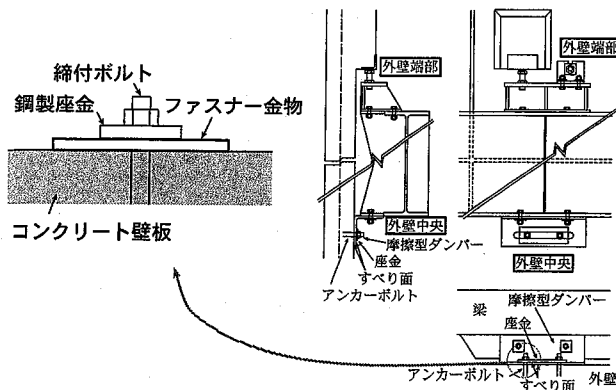 締付ボルト
鋼製座金
ファスナー金物
コンクリート壁板
外壁端部
外壁中央
摩擦型ダンパー
座金
すべり面
アンカーボルト
外壁端部
外壁中央
梁
摩擦型ダンパー
座金
アンカーボルト
すべり面
外壁